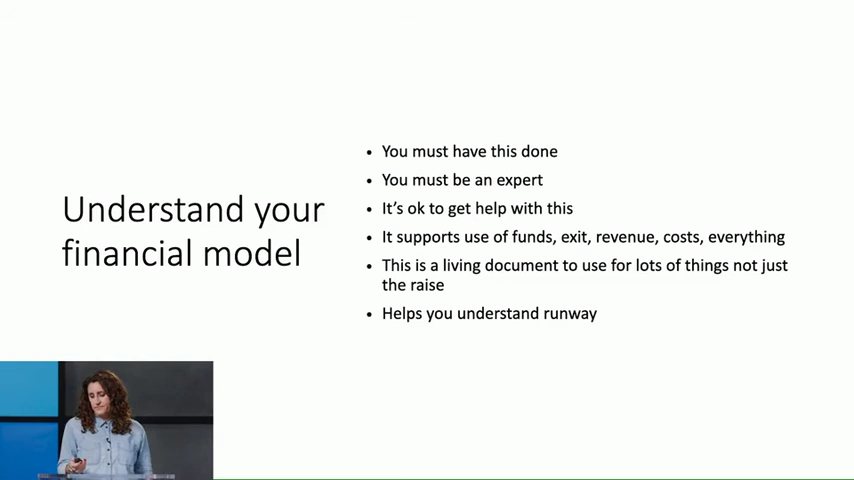 Understand your
financial model
• You must have this done
• You must be an expert
• It’s ok to get help with this
• It supports use of funds, exit, revenue, costs, everything
• This is a living document to use for lots of things not just
the raise
• Helps you understand runway